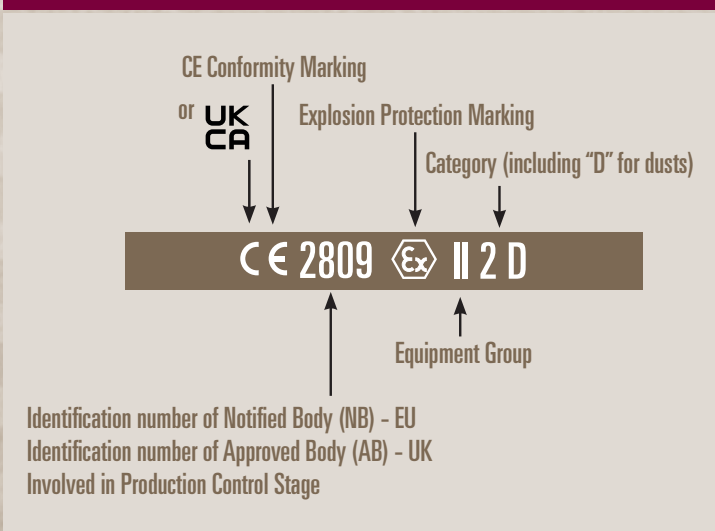 CE Conformity Marking
or UK
CA
Explosion Protection Marking
Category (including “D” for dusts)
CE 2809 Ex II 2 D
Equipment Group
Identification number of Notified Body (NB) - EU
Identification number of Approved Body (AB) - UK
Involved in Production Control Stage